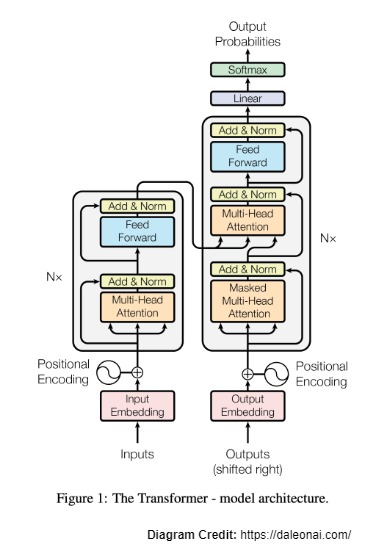 Output
Probabilities
Softmax
Linear
Add & Norm
Feed
Forward
Add & Norm
Multi-Head
Attention
Add & Norm
Masked
Multi-Head
Attention
N×
Add & Norm
Feed
Forward
N×
Add & Norm
Multi-Head
Attention
Positional
Encoding
Positional
Encoding
Input
Embedding
Output
Embedding
Inputs
Outputs
(shifted right)
Figure 1: The Transformer - model architecture.
Diagram Credit: https://daleonai.com/